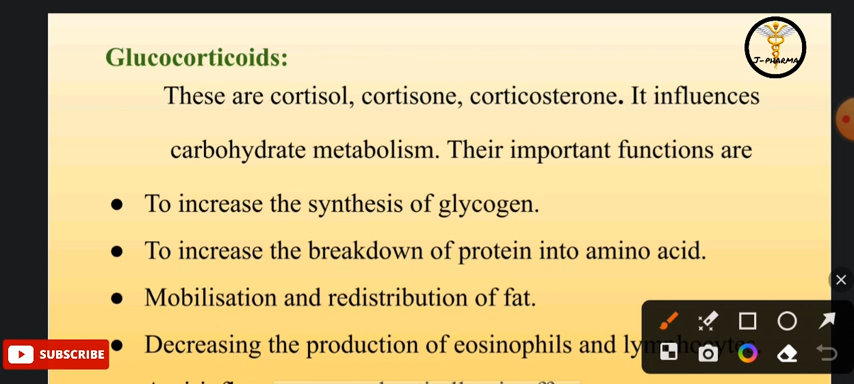 Glucocorticoids:
J-PHARMA
These are cortisol, cortisone, corticosterone. It influences
carbohydrate metabolism. Their important functions are
● To increase the synthesis of glycogen.
● To increase the breakdown of protein into amino acid.
● Mobilisation and redistribution of fat.
● Decreasing the production of eosinophils and lymphocytes.
SUBSCRIBE